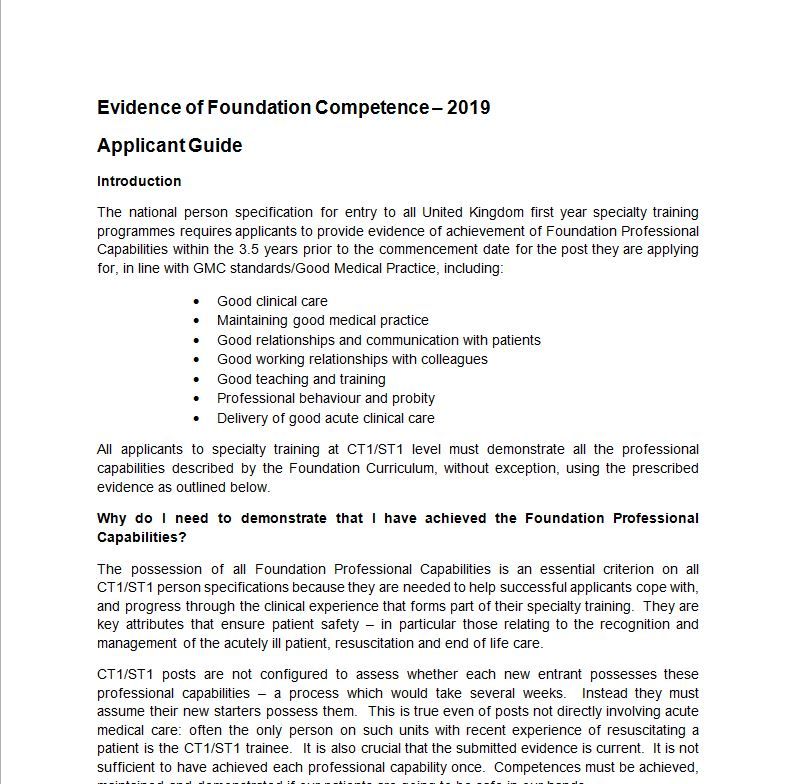 Evidence of Foundation Competence – 2019
Applicant Guide
Introduction
The national person specification for entry to all United Kingdom first year specialty training
programmes requires applicants to provide evidence of achievement of Foundation Professional
Capabilities within the 3.5 years prior to the commencement date for the post they are applying
for, in line with GMC standards/Good Medical Practice, including:
• Good clinical care
• Maintaining good medical practice
• Good relationships and communication with patients
• Good working relationships with colleagues
• Good teaching and training
• Professional behaviour and probity
• Delivery of good acute clinical care
All applicants to specialty training at CT1/ST1 level must demonstrate all the professional
capabilities described by the Foundation Curriculum, without exception, using the prescribed
evidence as outlined below.
Why do I need to demonstrate that I have achieved the Foundation Professional
Capabilities?
The possession of all Foundation Professional Capabilities is an essential criterion on all
CT1/ST1 person specifications because they are needed to help successful applicants cope with,
and progress through the clinical experience that forms part of their specialty training. They are
key attributes that ensure patient safety – in particular those relating to the recognition and
management of the acutely ill patient, resuscitation and end of life care.
CT1/ST1 posts are not configured to assess whether each new entrant possesses these
professional capabilities – a process which would take several weeks. Instead they must
assume their new starters possess them. This is true even of posts not directly involving acute
medical care: often the only person on such units with recent experience of resuscitating a
patient is the CT1/ST1 trainee. It is also crucial that the submitted evidence is current. It is not
sufficient to have achieved each professional capability once. Competences must be achieved,
maintained and demonstrated if our patients are going to be safe in our hands.